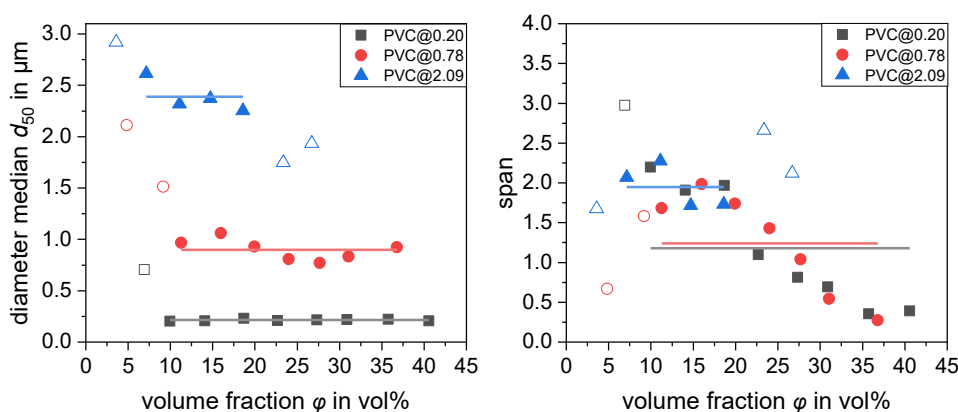 diameter median d50 in µm
3.0
2.5
2.0
1.5
1.0
0.5
0.0
0 5 10 15 20 25 30 35 40 45
volume fraction φ in vol%
PVC@0.20
PVC@0.78
PVC@2.09
span
4.0
3.5
3.0
2.5
2.0
1.5
1.0
0.5
0.0
0 5 10 15 20 25 30 35 40 45
volume fraction φ in vol%
PVC@0.20
PVC@0.78
PVC@2.09